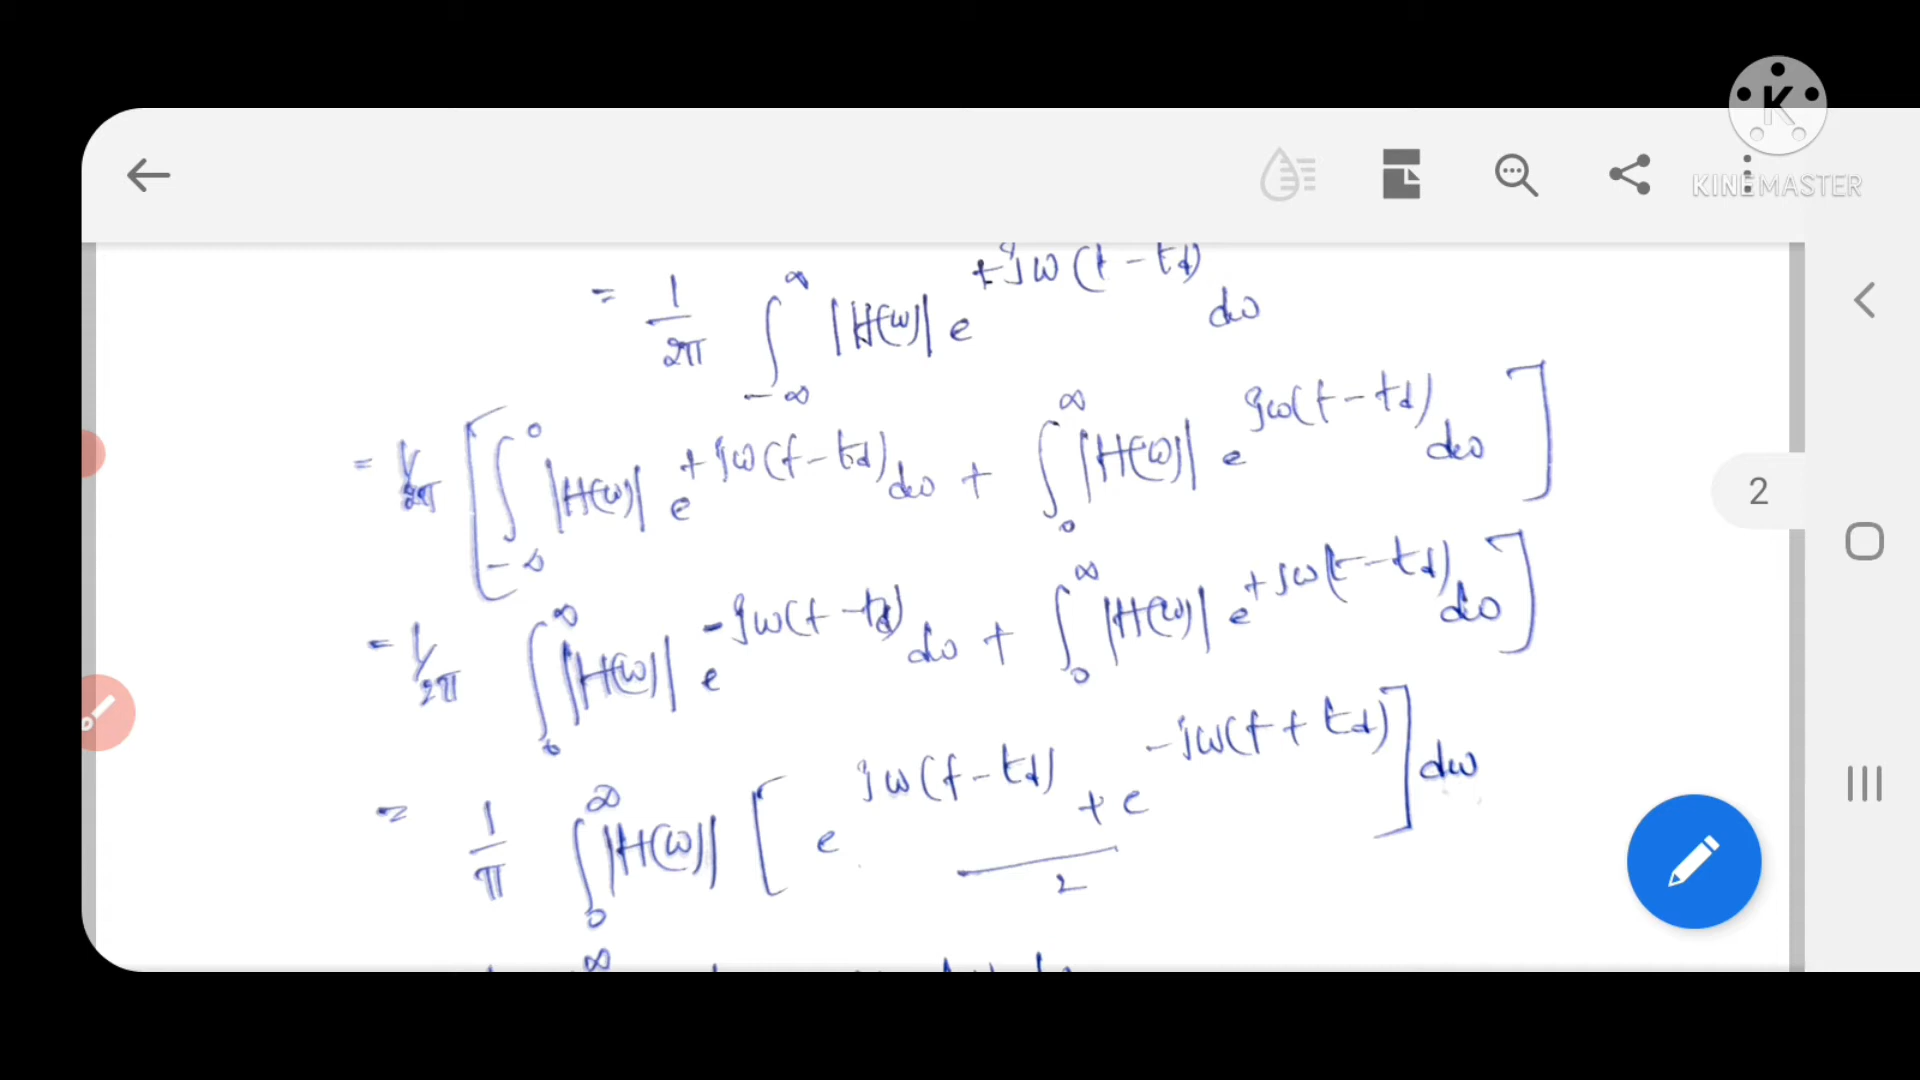 K
KINEMASTER
= 1/2π ∫_{-∞}^{∞} |H(ω)| e^{+jω(t-td)} dω
= 1/2π [ ∫_{-∞}^{0} |H(ω)| e^{+jω(t-td)} dω + ∫_{0}^{∞} |H(ω)| e^{jω(t-td)} dω ]
2
= 1/2π ∫_{0}^{∞} |H(ω)| e^{-jω(t-td)} dω + ∫_{0}^{∞} |H(ω)| e^{+jω(t-td)} dω ]
= 1/π ∫_{0}^{∞} |H(ω)| [ e^{jω(t-td)} + e^{-jω(t+td)} / 2 ] dω
∞